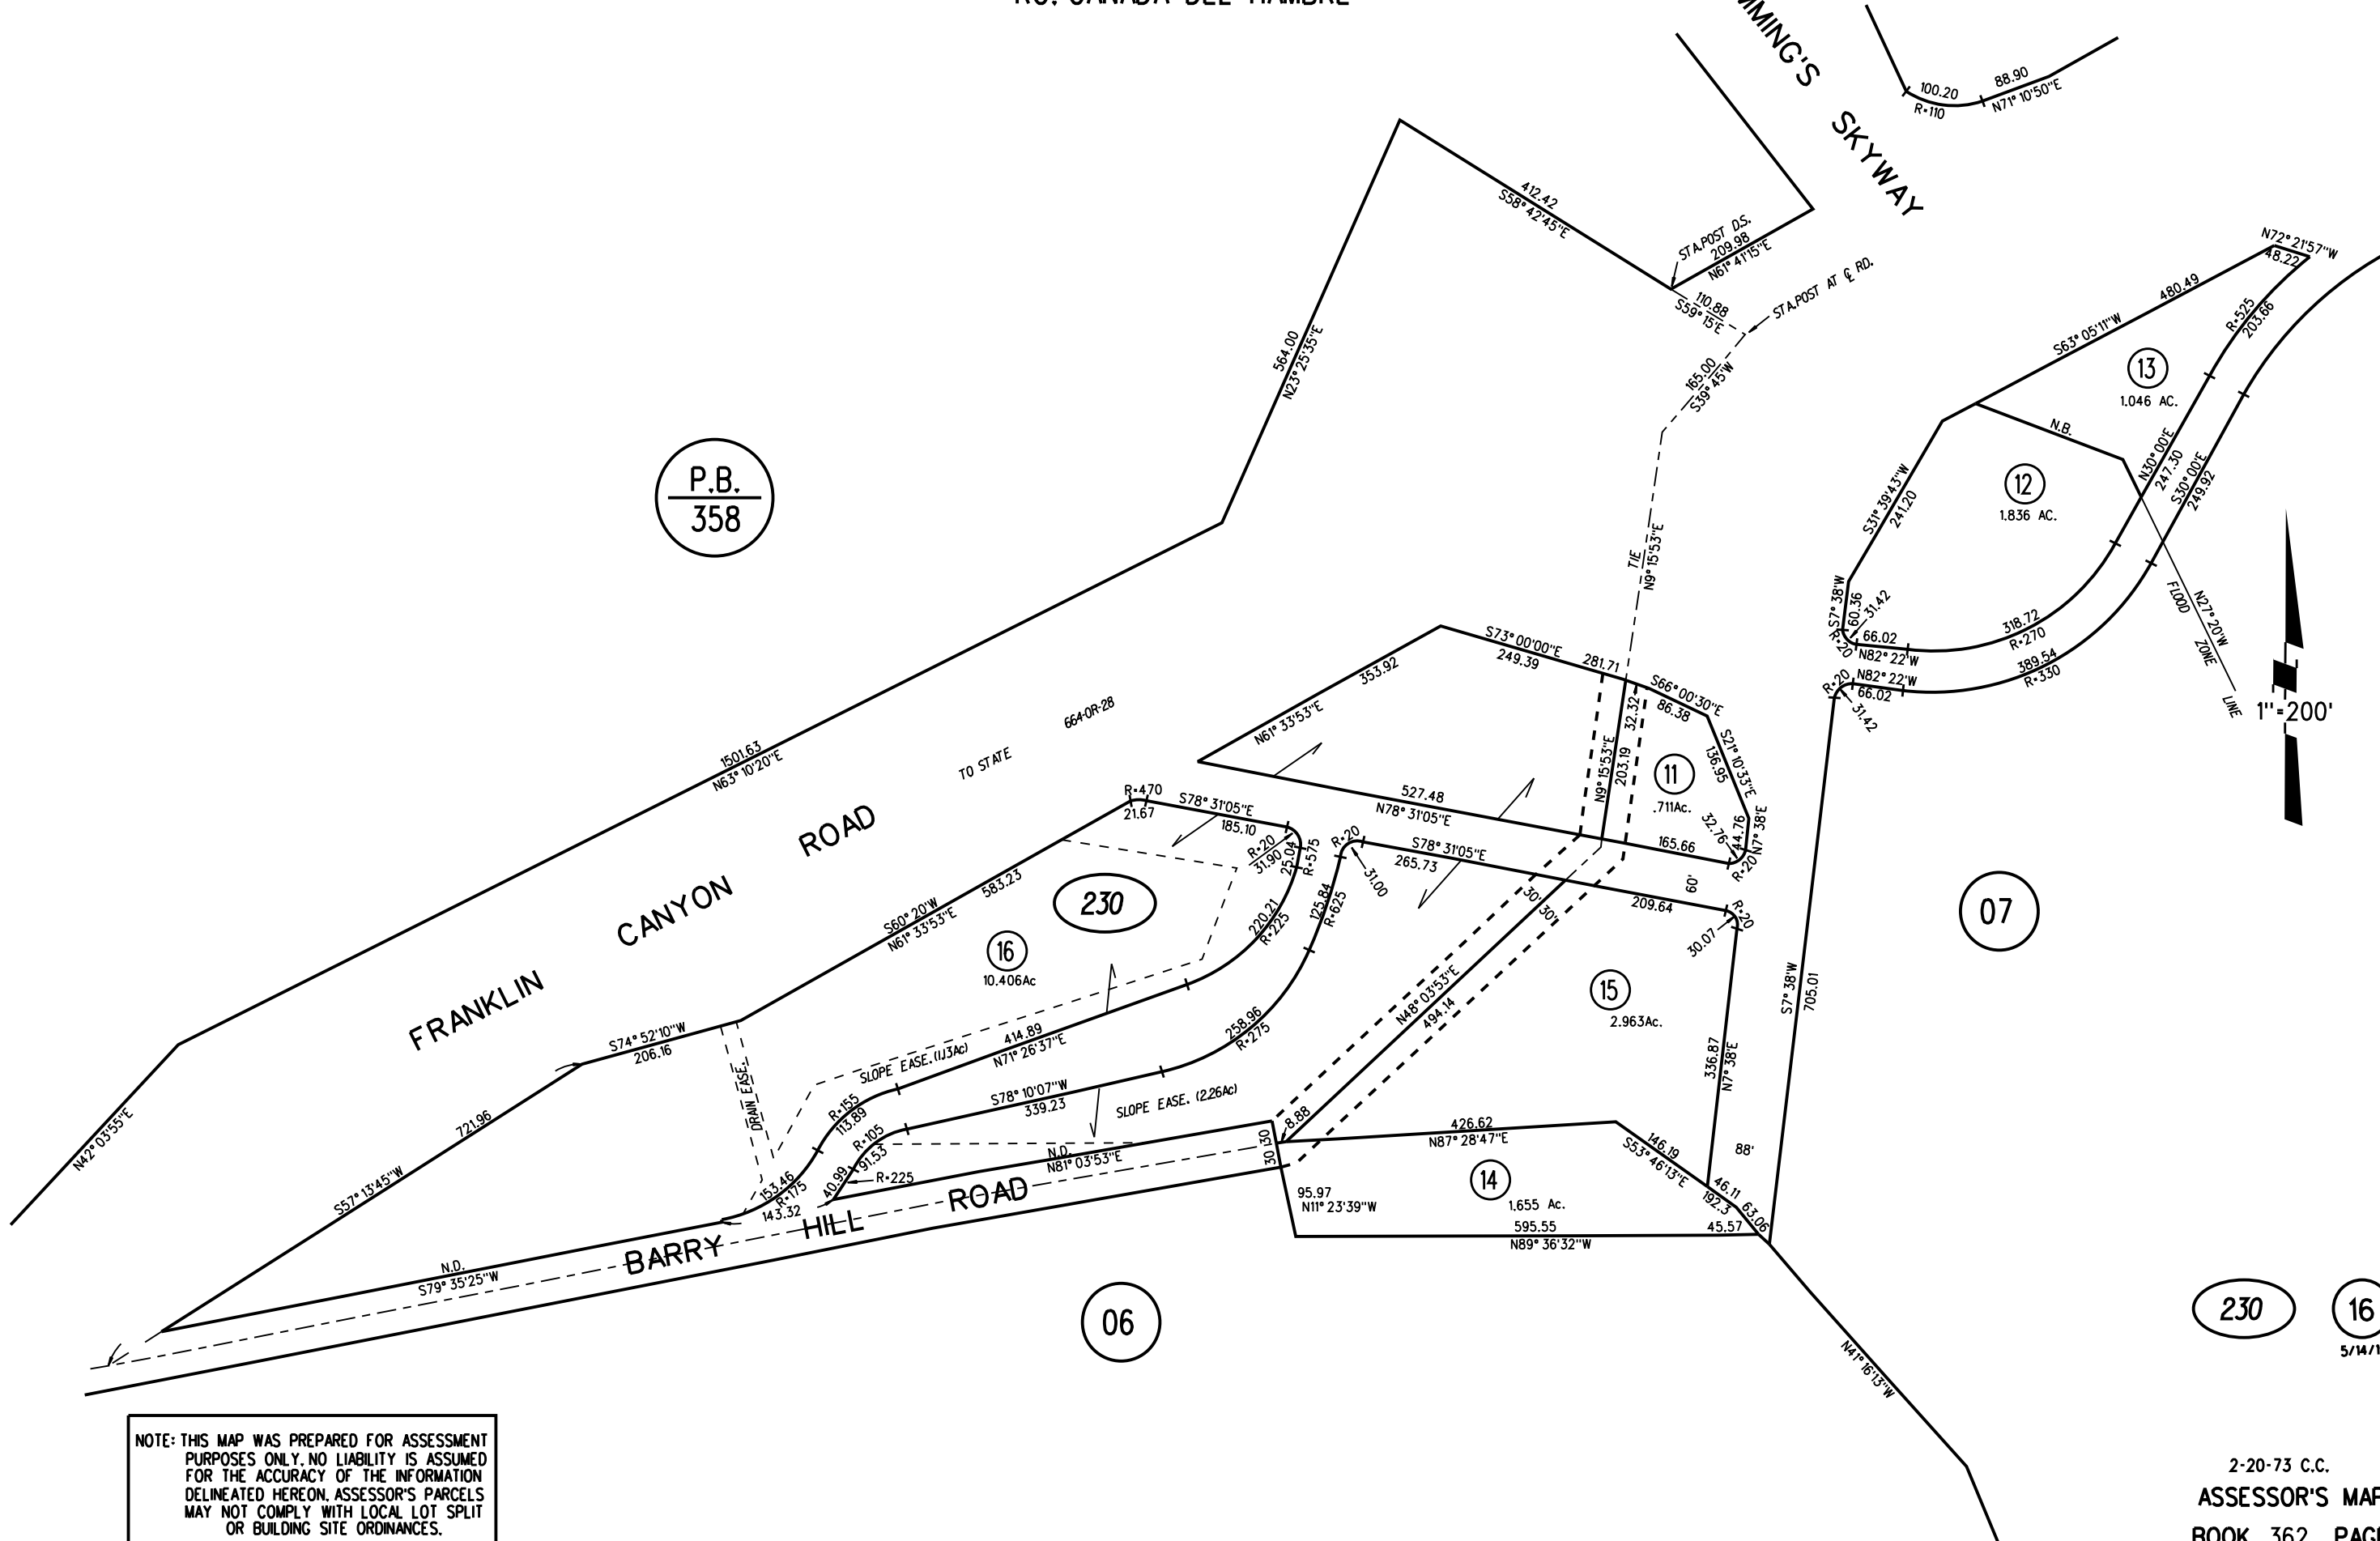 RO. CANADA DEL HAMBRE
MMING'S SKYWAY
100.20
R=110
88.90
N71° 10'50"E
412.42
S58° 42'45"E
STA.POST D.S.
209.98
N61° 41'15"E
110.88
S59° 15'E
STA.POST AT ℄ RD.
165.00
S39° 45'W
564.00
N23° 25'35"E
N72° 21'57"W
48.22
480.49
S63° 05'11"W
R=525
203.66
13
1.046 AC.
N.B.
12
1.836 AC.
N30° 00'E
247.30
S30° 00'E
249.92
S31° 39'43"W
241.20
S7° 38'W
60.36
31.42
R=20
66.02
N82° 22'W
318.72
R=270
389.54
R=330
N82° 22'W
66.02
R=20
31.42
FLOOD ZONE LINE
N27° 20'W
1"=200'
P.B.
358
TIE
N9° 15'53"E
1501.63
N63° 10'20"E
TO STATE
664-OR-28
S73° 00'00"E
249.39
281.71
353.92
N61° 33'53"E
S66° 00'30"E
86.38
32.32
N9° 15'53"E
203.19
S21° 10'33"E
136.95
11
.711Ac.
32.76
44.76
N7° 38'E
R=20
165.66
527.48
N78° 31'05"E
R=470
21.67
S78° 31'05"E
185.10
R=20
31.90
25.04
R=575
R=20
31.00
S78° 31'05"E
265.73
60'
209.64
R=20
30.07
30' 30'
125.84
R=625
220.21
R=225
S60° 20'W
583.23
N61° 33'53"E
230
16
10.406Ac
FRANKLIN CANYON ROAD
15
2.963Ac.
07
S7° 38'W
705.01
N48° 03'53"E
494.14
258.96
R=275
336.87
N7° 38'E
S74° 52'10"W
206.16
DRAIN EASE.
SLOPE EASE.(1.13Ac)
414.89
N71° 26'37"E
R=155
113.89
S78° 10'07"W
339.23
SLOPE EASE. (2.26Ac)
R=105
91.53
N.D.
N81° 03'53"E
R=225
40.99
153.46
R=175
143.32
8.88
30 30
426.62
N87° 28'47"E
146.19
S53° 46'13"E
88'
46.11
192.3
63.06
95.97
N11° 23'39"W
14
1.655 Ac.
595.55
45.57
N89° 36'32"W
N42° 03'55"E
721.96
S57° 13'45"W
N.D.
S79° 35'25"W
BARRY HILL ROAD
06
N41° 16'13"W
230
16
5/14/1
2-20-73 C.C.
ASSESSOR'S MAP
BOOK 362 PAGE
NOTE: THIS MAP WAS PREPARED FOR ASSESSMENT
PURPOSES ONLY. NO LIABILITY IS ASSUMED
FOR THE ACCURACY OF THE INFORMATION
DELINEATED HEREON. ASSESSOR'S PARCELS
MAY NOT COMPLY WITH LOCAL LOT SPLIT
OR BUILDING SITE ORDINANCES.